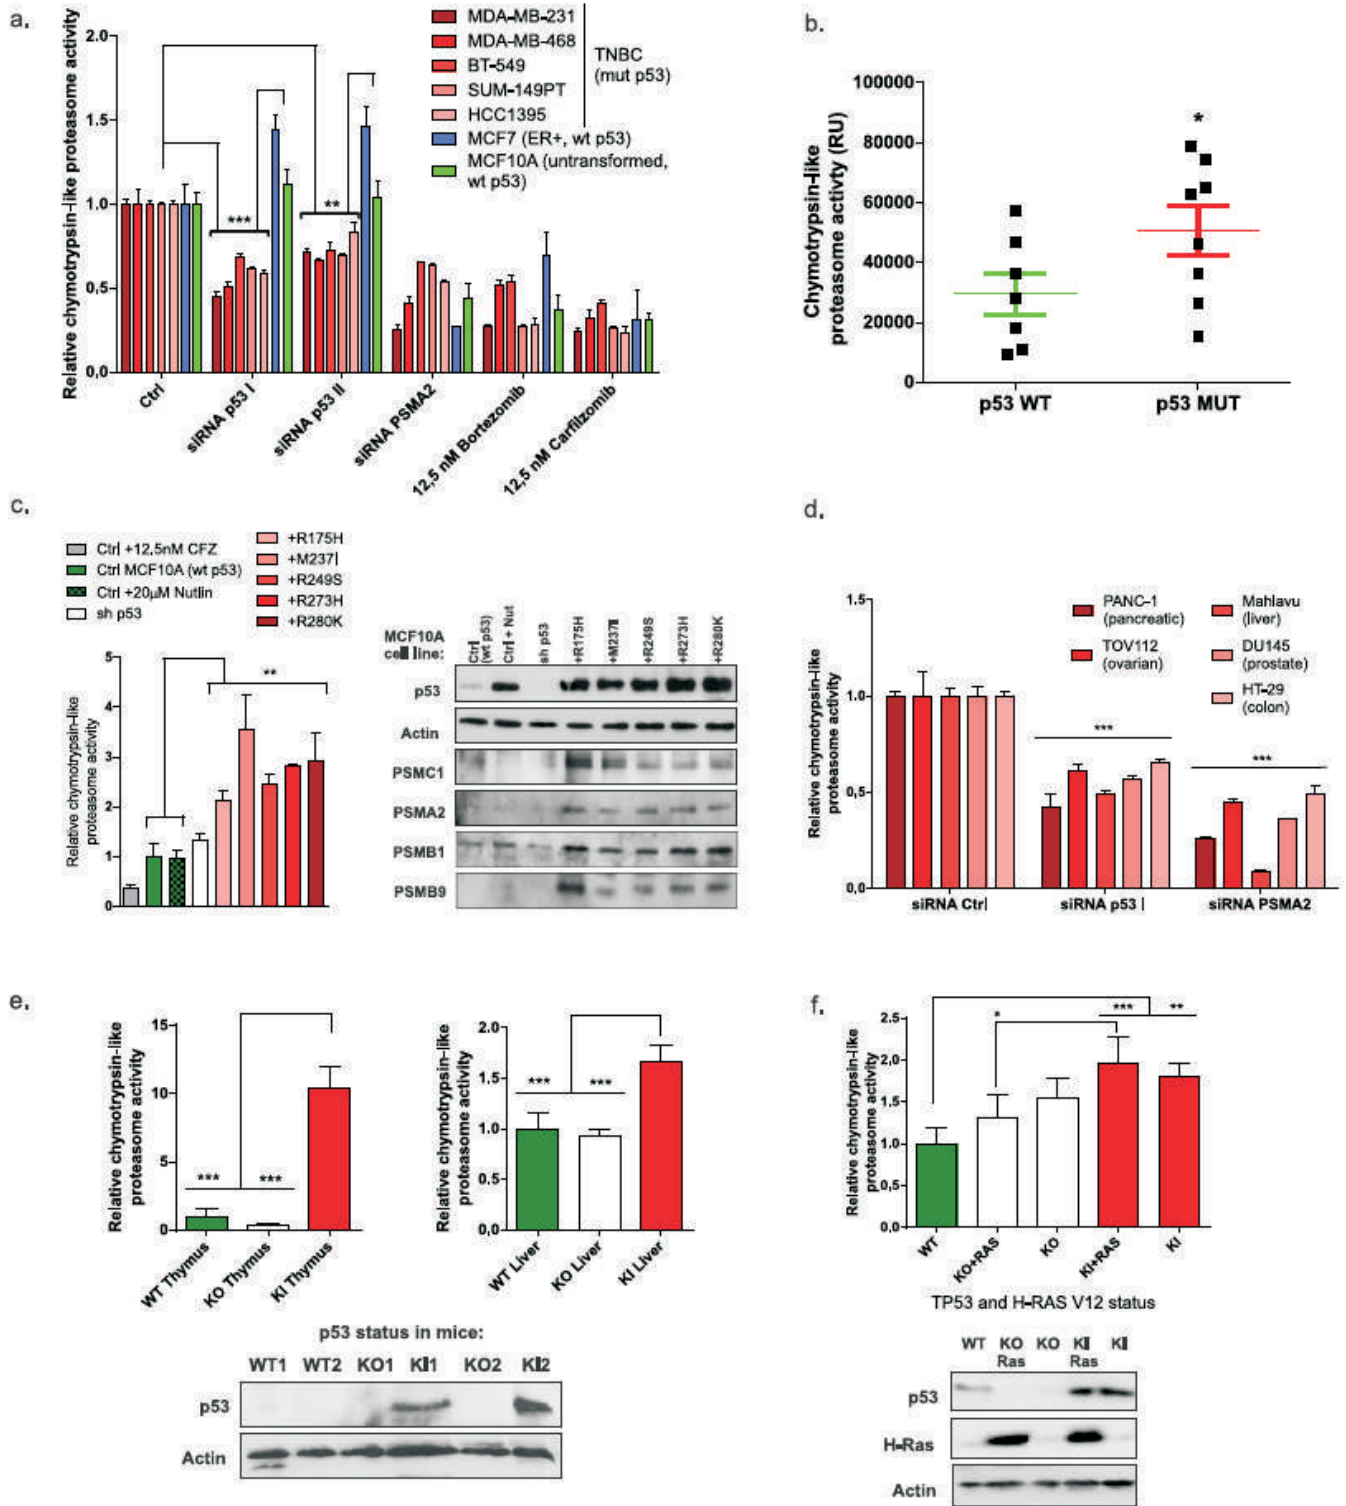 a.
Relative chymotrypsin-like proteasome activity
2.0
1.5
1.0
0,5
0,0
***
**
MDA-MB-231
MDA-MB-468
BT-549
SUM-149PT
HCC1395
TNBC
(mut p53)
MCF7 (ER+, wt p53)
MCF10A (untransformed,
wt p53)
Ctrl
siRNA p53 I
siRNA p53 II
siRNA PSMA2
12,5 nM Bortezomib
12,5 nM Carfilzomib
b.
Chymotrypsin-like
proteasome activty (RU)
100000
80000
60000
40000
20000
0
*
p53 WT
p53 MUT
c.
Ctrl +12,5nM CFZ
Ctrl MCF10A (wt p53)
Ctrl +20µM Nutlin
sh p53
+R175H
+M237I
+R249S
+R273H
+R280K
Relative chymotrypsin-like
proteasome activity
5
4
3
2
1
0
**
MCF10A
cell line:
Ctrl
(wt p53)
Ctrl + Nut
sh p53
+R175H
+M237I
+R249S
+R273H
+R280K
p53
Actin
PSMC1
PSMA2
PSMB1
PSMB9
d.
Relative chymotrypsin-like
proteasome activity
1,5
1,0
0,5
0,0
PANC-1
(pancreatic)
TOV112
(ovarian)
Mahlavu
(liver)
DU145
(prostate)
HT-29
(colon)
***
***
siRNA Ctrl
siRNA p53 I
siRNA PSMA2
e.
Relative chymotrypsin-like
proteasome activity
15
10
5
0
***
***
WT Thymus
KO Thymus
KI Thymus
Relative chymotrypsin-like
proteasome activity
2.0
1.5
1.0
0.5
0.0
***
***
WT Liver
KO Liver
KI Liver
p53 status in mice:
WT1 WT2 KO1 KI1 KO2 KI2
p53
Actin
f.
Relative chymotrypsin-like
proteasome activity
2.5
2.0
1.5
1.0
0.5
0.0
*
***
**
WT
KO+RAS
KO
KI+RAS
KI
TP53 and H-RAS V12 status
WT KO KO KI KI
Ras Ras
p53
H-Ras
Actin